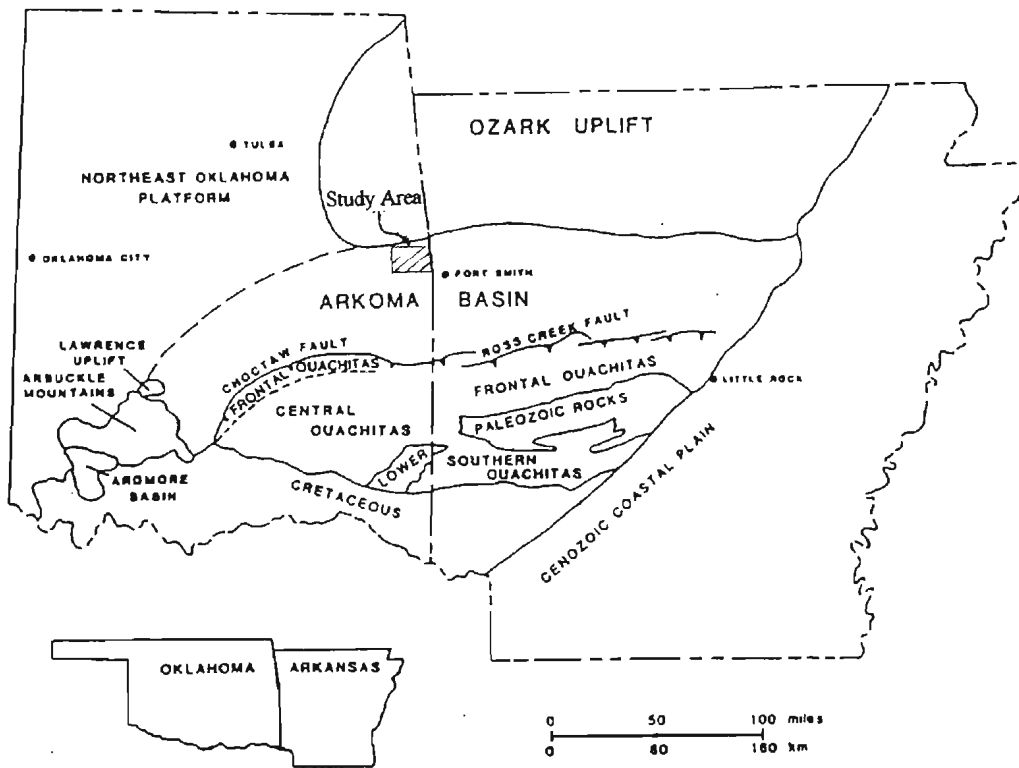 OZARK UPLIFT
TULSA
NORTHEAST OKLAHOMA
PLATFORM
Study Area
OKLAHOMA CITY
FORT SMITH
ARKOMA BASIN
LAWRENCE
UPLIFT
ARBUCKLE
MOUNTAINS
CHOCTAW FAULT
ROSS CREEK FAULT
FRONTAL OUACHITAS
FRONTAL OUACHITAS
LITTLE ROCK
CENTRAL
OUACHITAS
PALEOZOIC ROCKS
LOWER
SOUTHERN
OUACHITAS
ARDMORE
BASIN
CRETACEOUS
CENOZOIC COASTAL PLAIN
OKLAHOMA
ARKANSAS
0 50 100 miles
0 80 160 km